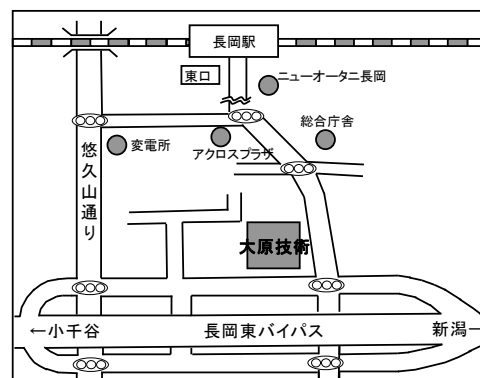 長岡駅
東口
ニューオータニ長岡
総合庁舎
変電所
アクロスプラザ
悠久山通り
大原技術
←小千谷
長岡東バイパス
新潟→